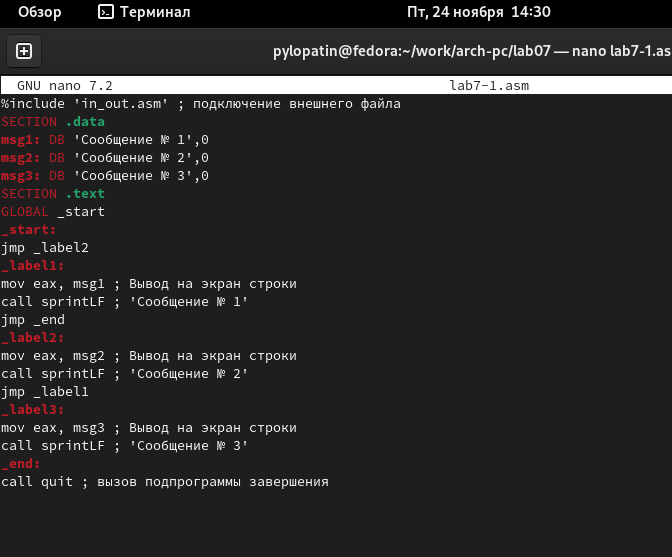 Обзор Терминал Пт, 24 ноября 14:30
pylopatin@fedora:~/work/arch-pc/lab07 — nano lab7-1.as
GNU nano 7.2 lab7-1.asm
%include 'in_out.asm' ; подключение внешнего файла
SECTION .data
msg1: DB 'Сообщение № 1',0
msg2: DB 'Сообщение № 2',0
msg3: DB 'Сообщение № 3',0
SECTION .text
GLOBAL _start
_start:
jmp _label2
_label1:
mov eax, msg1 ; Вывод на экран строки
call sprintLF ; 'Сообщение № 1'
jmp _end
_label2:
mov eax, msg2 ; Вывод на экран строки
call sprintLF ; 'Сообщение № 2'
jmp _label1
_label3:
mov eax, msg3 ; Вывод на экран строки
call sprintLF ; 'Сообщение № 3'
_end:
call quit ; вызов подпрограммы завершения